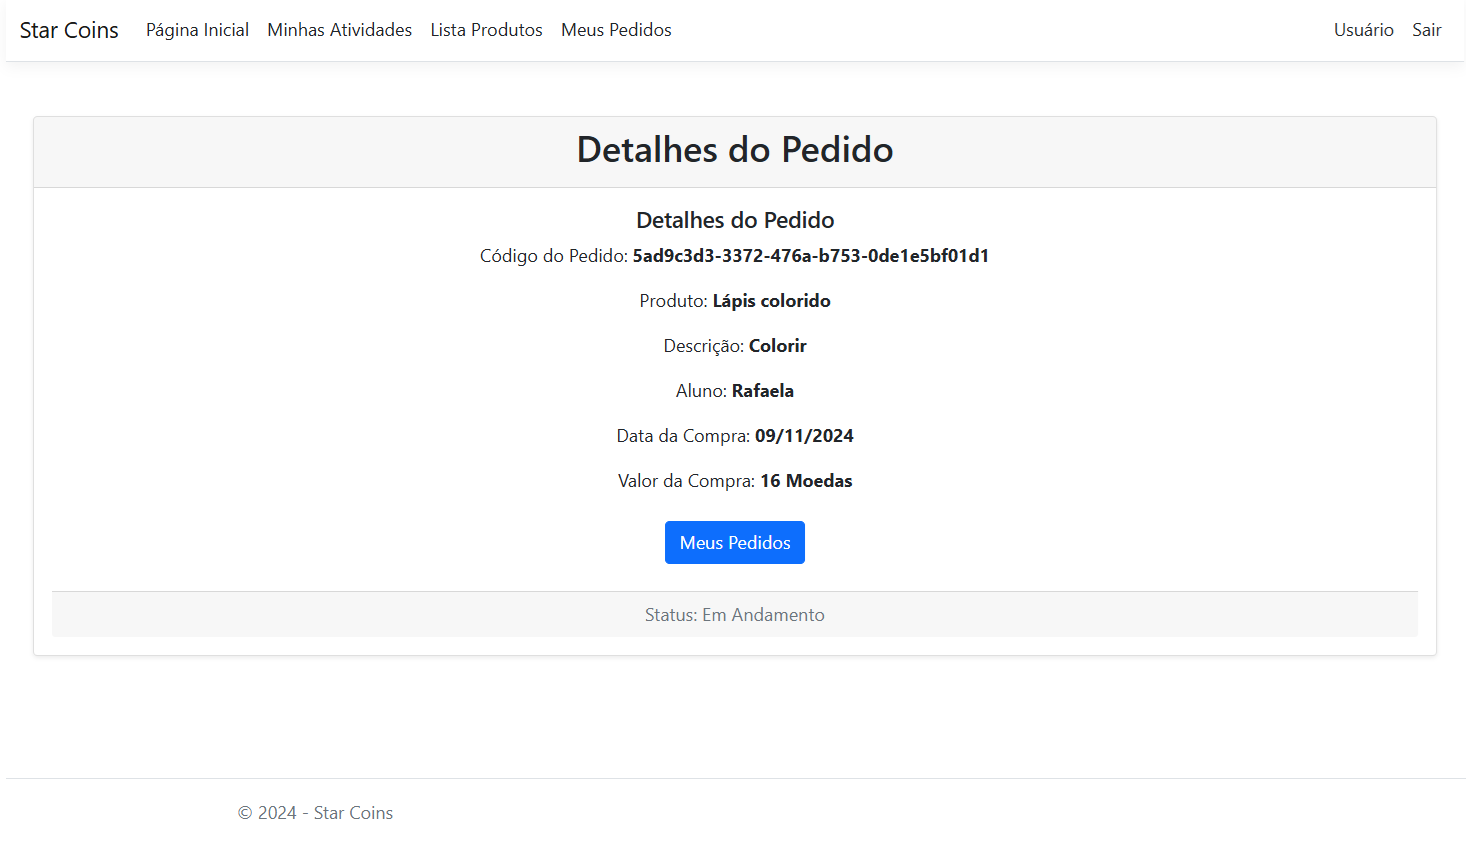 Star Coins Página Inicial Minhas Atividades Lista Produtos Meus Pedidos Usuário Sair
Detalhes do Pedido
Detalhes do Pedido
Código do Pedido: 5ad9c3d3-3372-476a-b753-0de1e5bf01d1
Produto: Lápis colorido
Descrição: Colorir
Aluno: Rafaela
Data da Compra: 09/11/2024
Valor da Compra: 16 Moedas
Meus Pedidos
Status: Em Andamento
© 2024 - Star Coins